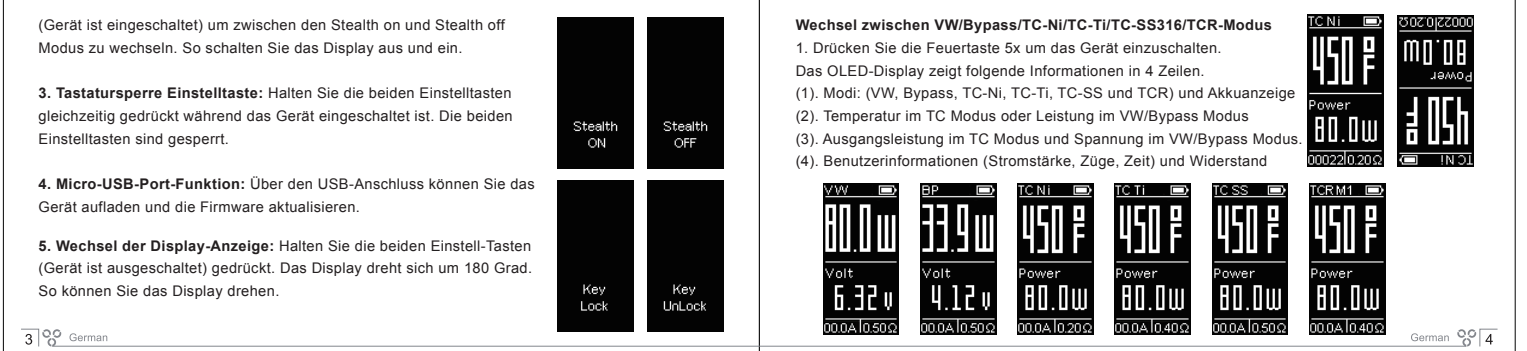 (Gerät ist eingeschaltet) um zwischen den Stealth on und Stealth off
Modus zu wechseln. So schalten Sie das Display aus und ein.
3. Tastatursperre Einstelltaste: Halten Sie die beiden Einstelltasten
gleichzeitig gedrückt während das Gerät eingeschaltet ist. Die beiden
Einstelltasten sind gesperrt.
4. Micro-USB-Port-Funktion: Über den USB-Anschluss können Sie das
Gerät aufladen und die Firmware aktualisieren.
5. Wechsel der Display-Anzeige: Halten Sie die beiden Einstell-Tasten
(Gerät ist ausgeschaltet) gedrückt. Das Display dreht sich um 180 Grad.
So können Sie das Display drehen.
Stealth
ON
Stealth
OFF
Key
Lock
Key
UnLock
3 German
Wechsel zwischen VW/Bypass/TC-Ni/TC-Ti/TC-SS316/TCR-Modus
1. Drücken Sie die Feuertaste 5x um das Gerät einzuschalten.
Das OLED-Display zeigt folgende Informationen in 4 Zeilen.
(1). Modi: (VW, Bypass, TC-Ni, TC-Ti, TC-SS und TCR) und Akkuanzeige
(2). Temperatur im TC Modus oder Leistung im VW/Bypass Modus
(3). Ausgangsleistung im TC Modus und Spannung im VW/Bypass Modus.
(4). Benutzerinformationen (Stromstärke, Züge, Zeit) und Widerstand
TC Ni
450 °F
Power
80.0w
00022 0.20Ω
TC Ni
450 °F
Power
80.0w
00022 0.20Ω
VW
80.0w
Volt
6.32v
00.0A 0.50Ω
BP
33.9w
Volt
4.12v
00.0A 0.50Ω
TC Ni
450 °F
Power
80.0w
00.0A 0.20Ω
TC Ti
450 °F
Power
80.0w
00.0A 0.40Ω
TC SS
450 °F
Power
80.0w
00.0A 0.50Ω
TCR M1
450 °F
Power
80.0w
00.0A 0.40Ω
German 4